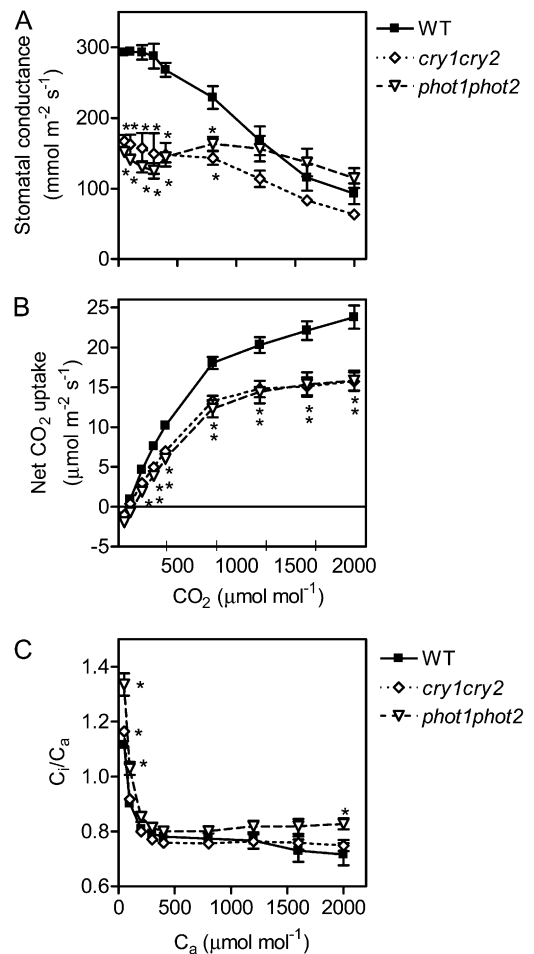 A
WT
cry1cry2
phot1phot2
Stomatal conductance
(mmol m⁻² s⁻¹)
300
200
100
0
** ** *
*
* * * * *
*
B
Net CO₂ uptake
(μmol m⁻² s⁻¹)
25
20
15
10
5
0
-5
* * * * * * *
* * * * * *
500 1000 1500 2000
CO₂ (μmol mol⁻¹)
C
WT
cry1cry2
phot1phot2
Cᵢ/Cₐ
1.4
1.2
1.0
0.8
0.6
*
*
*
*
0 500 1000 1500 2000
Cₐ (μmol mol⁻¹)